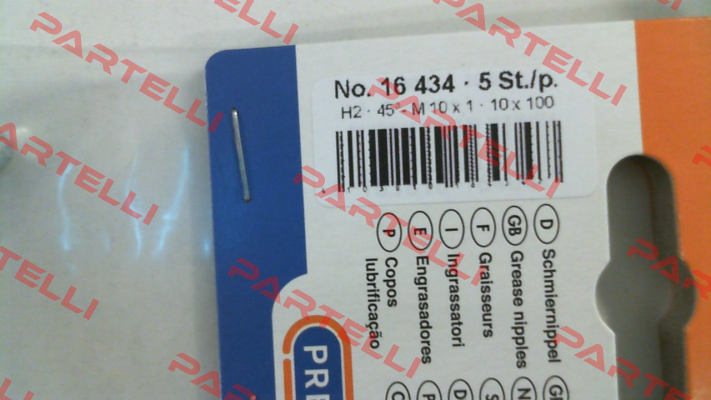 No. 16 434 · 5 St./p.
H2 · 45° - M 10 x 1 · 10 x 100
D Schmiernippel
GB Grease nipples
F Graisseurs
I Ingrassatori
E Engrasadores
P Copos
lubrificação
PRE
PARTELLI
PARTELLI
PARTELLI
PARTELLI
PARTELLI
PARTELLI
PARTELLI
PARTELLI
PARTELLI